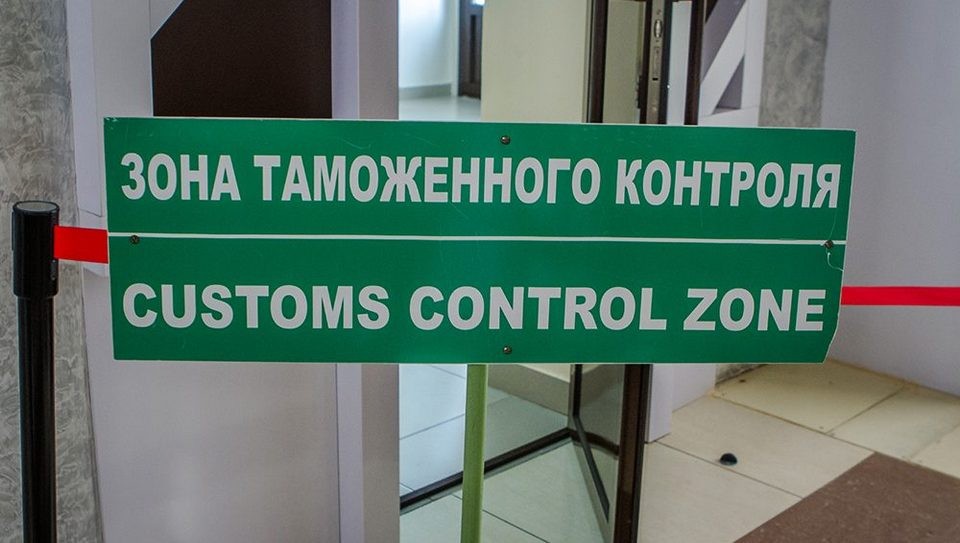 ЗОНА ТАМОЖЕННОГО КОНТРОЛЯ
CUSTOMS CONTROL ZONE